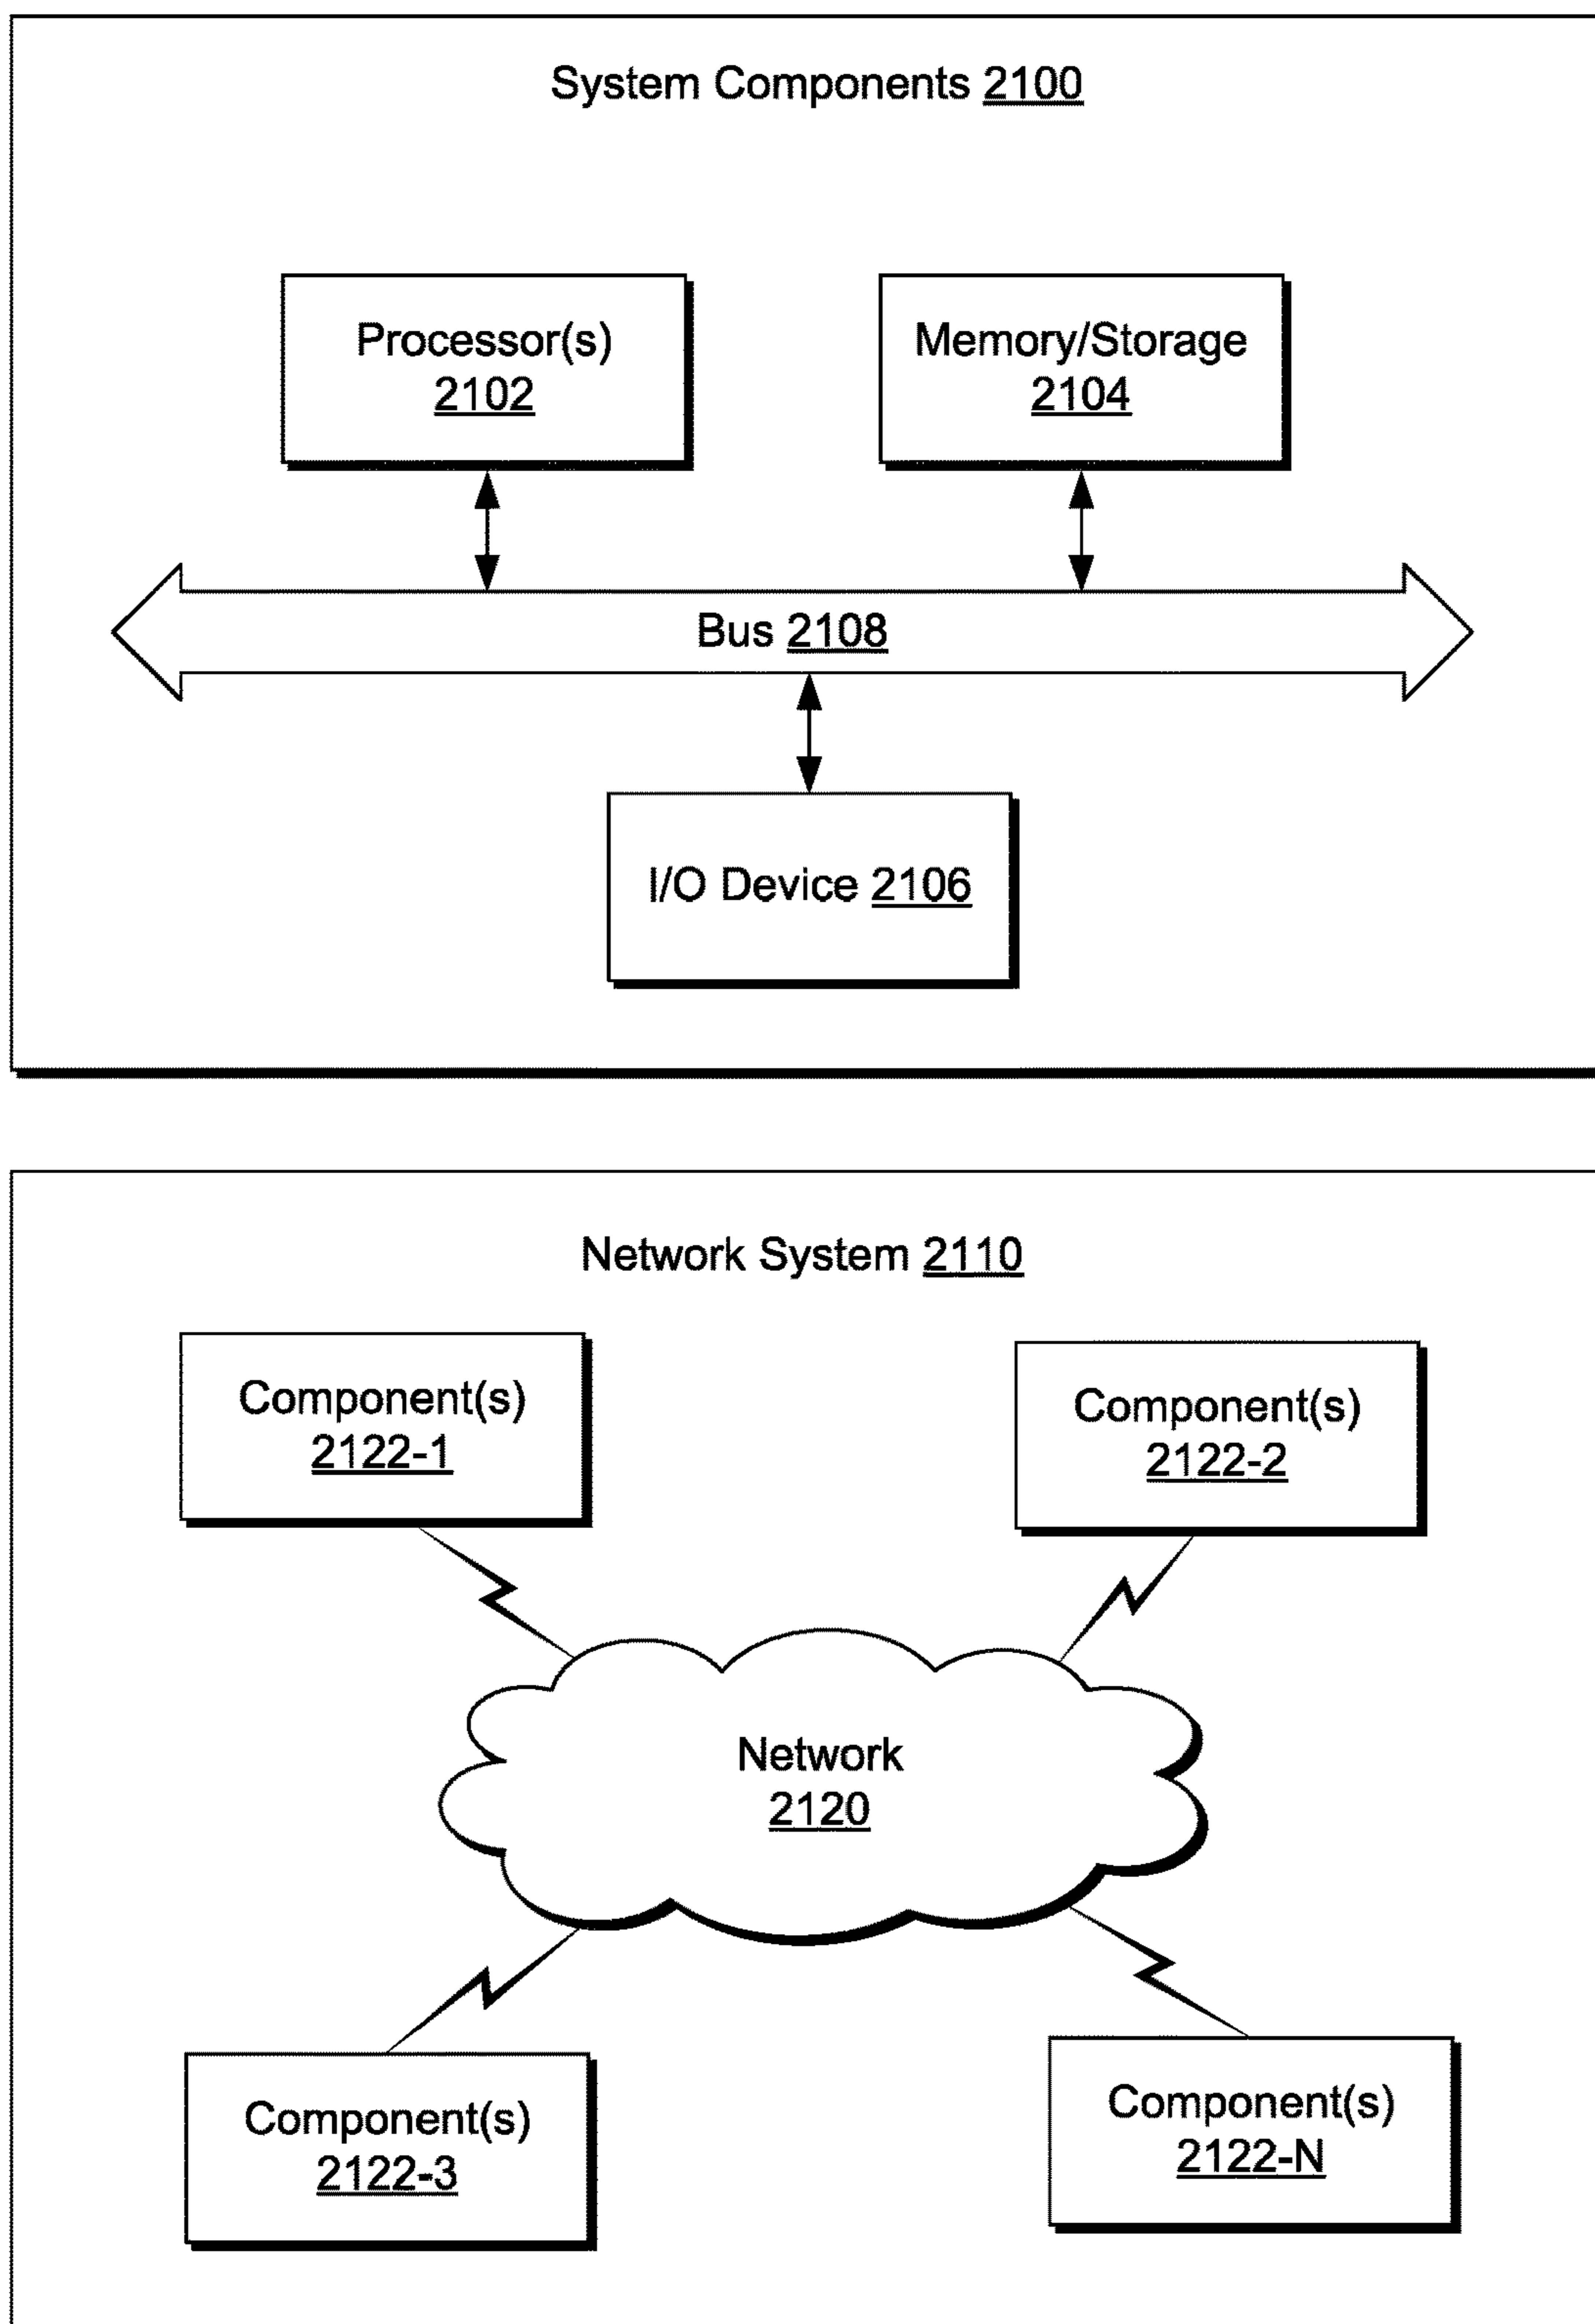 System Components 2100
Processor(s)
2102
Memory/Storage
2104
Bus 2108
I/O Device 2106
Network System 2110
Component(s)
2122-1
Component(s)
2122-2
Network
2120
Component(s)
2122-3
Component(s)
2122-N